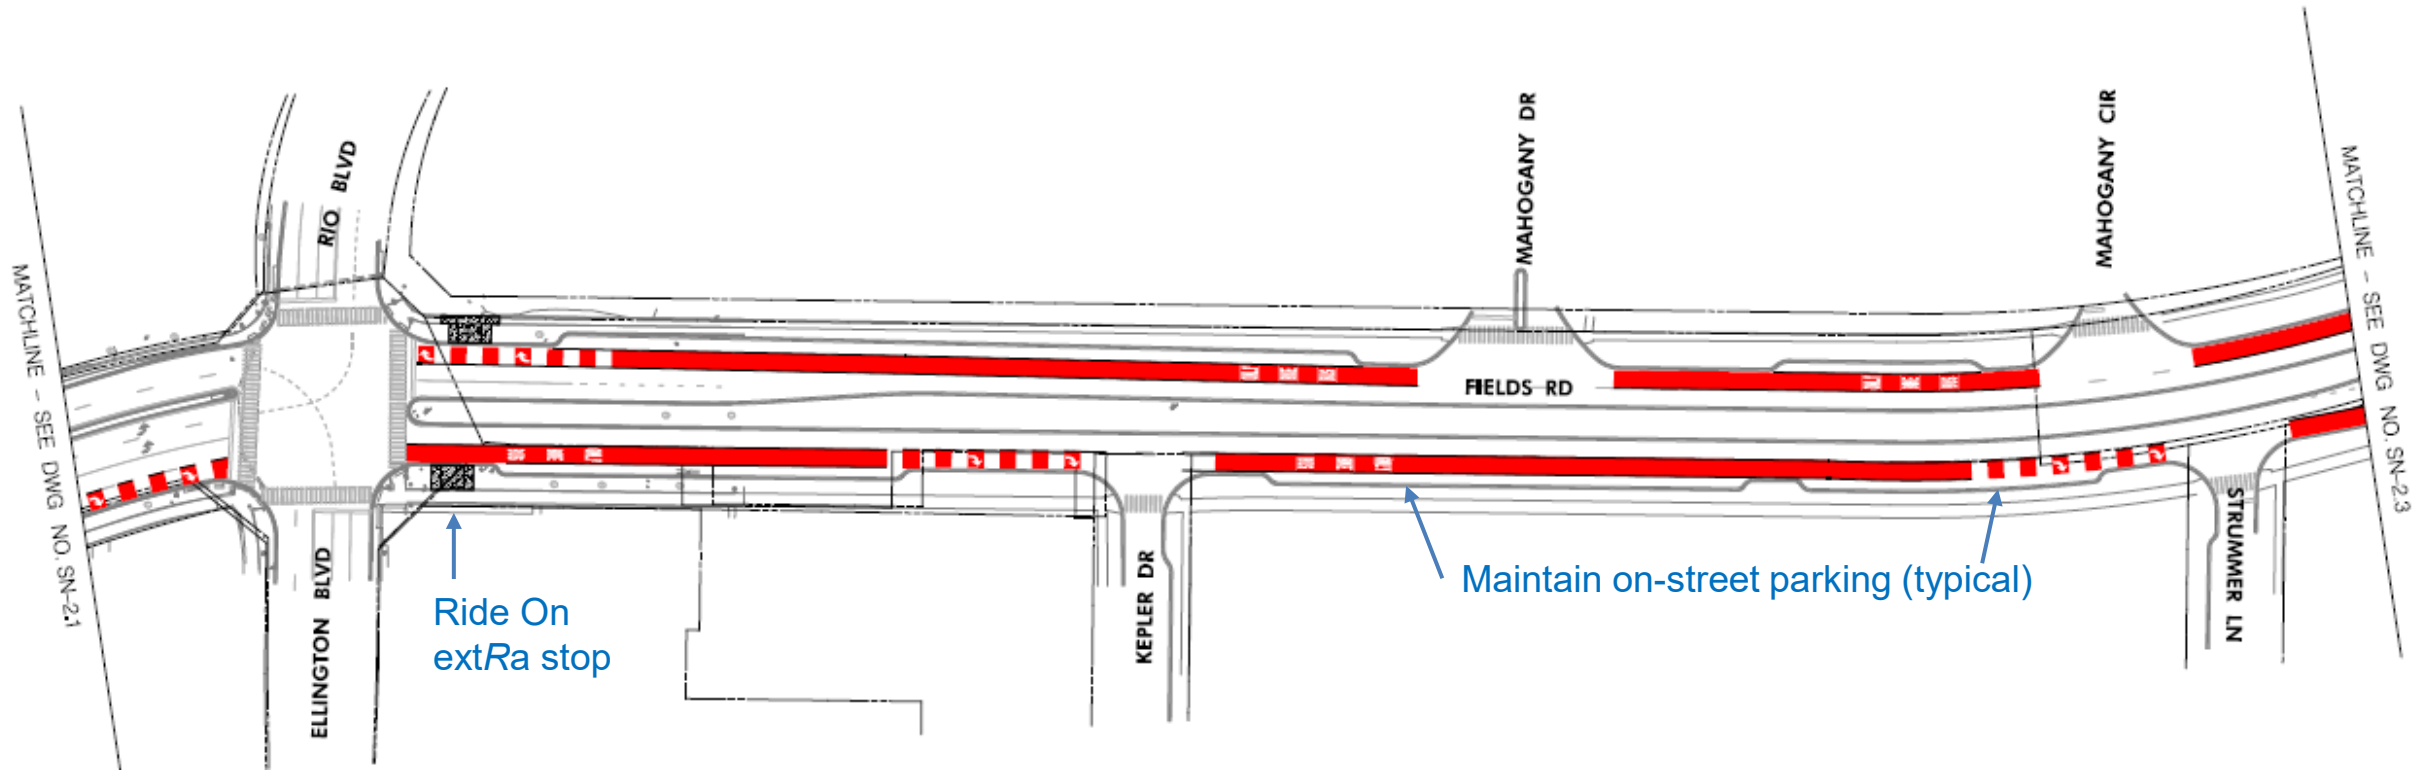 MATCHLINE - SEE DWG NO. SN-2.1
RIO BLVD
MAHOGANY DR
MAHOGANY CIR
MATCHLINE - SEE DWG NO. SN-2.3
FIELDS RD
ELLINGTON BLVD
Ride On
extRa stop
KEPLER DR
Maintain on-street parking (typical)
STRUMMER LN